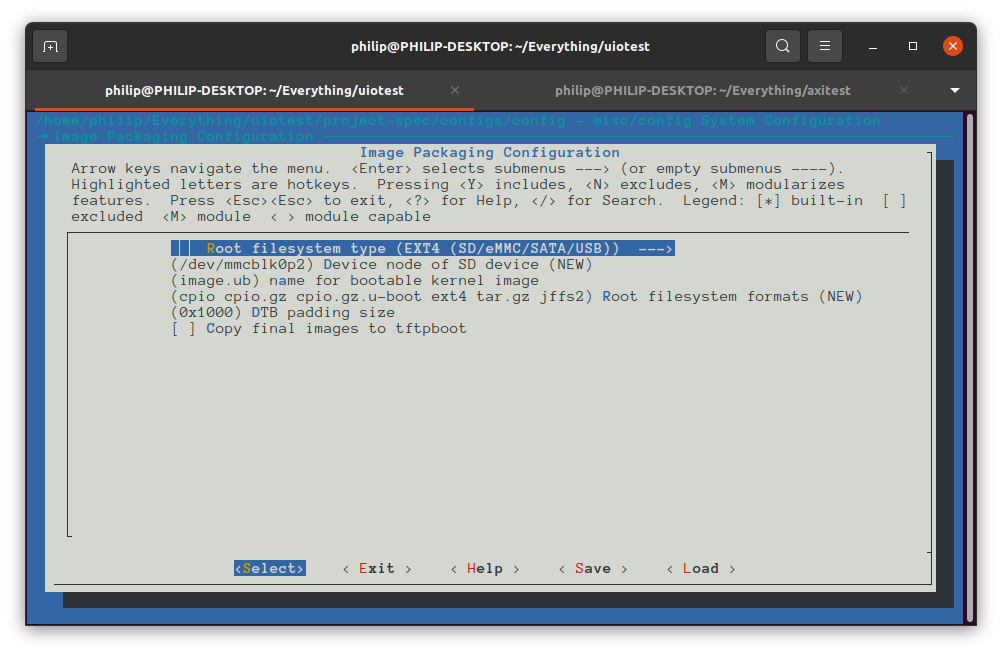 philip@PHILIP-DESKTOP: ~/Everything/uiotest
philip@PHILIP-DESKTOP: ~/Everything/uiotest × philip@PHILIP-DESKTOP: ~/Everything/axitest ×
/home/philip/Everything/uiotest/project-spec/configs/config - misc/config System Configuration
→ Image Packaging Configuration
Image Packaging Configuration
Arrow keys navigate the menu.  <Enter> selects submenus ---> (or empty submenus ----).
Highlighted letters are hotkeys.  Pressing <Y> includes, <N> excludes, <M> modularizes
features.  Press <Esc><Esc> to exit, <?> for Help, </> for Search.  Legend: [*] built-in  [ ]
excluded  <M> module  < > module capable
Root filesystem type (EXT4 (SD/eMMC/SATA/USB))  --->
(/dev/mmcblk0p2) Device node of SD device (NEW)
(image.ub) name for bootable kernel image
(cpio cpio.gz cpio.gz.u-boot ext4 tar.gz jffs2) Root filesystem formats (NEW)
(0x1000) DTB padding size
[ ] Copy final images to tftpboot
<Select>    < Exit >    < Help >    < Save >    < Load >